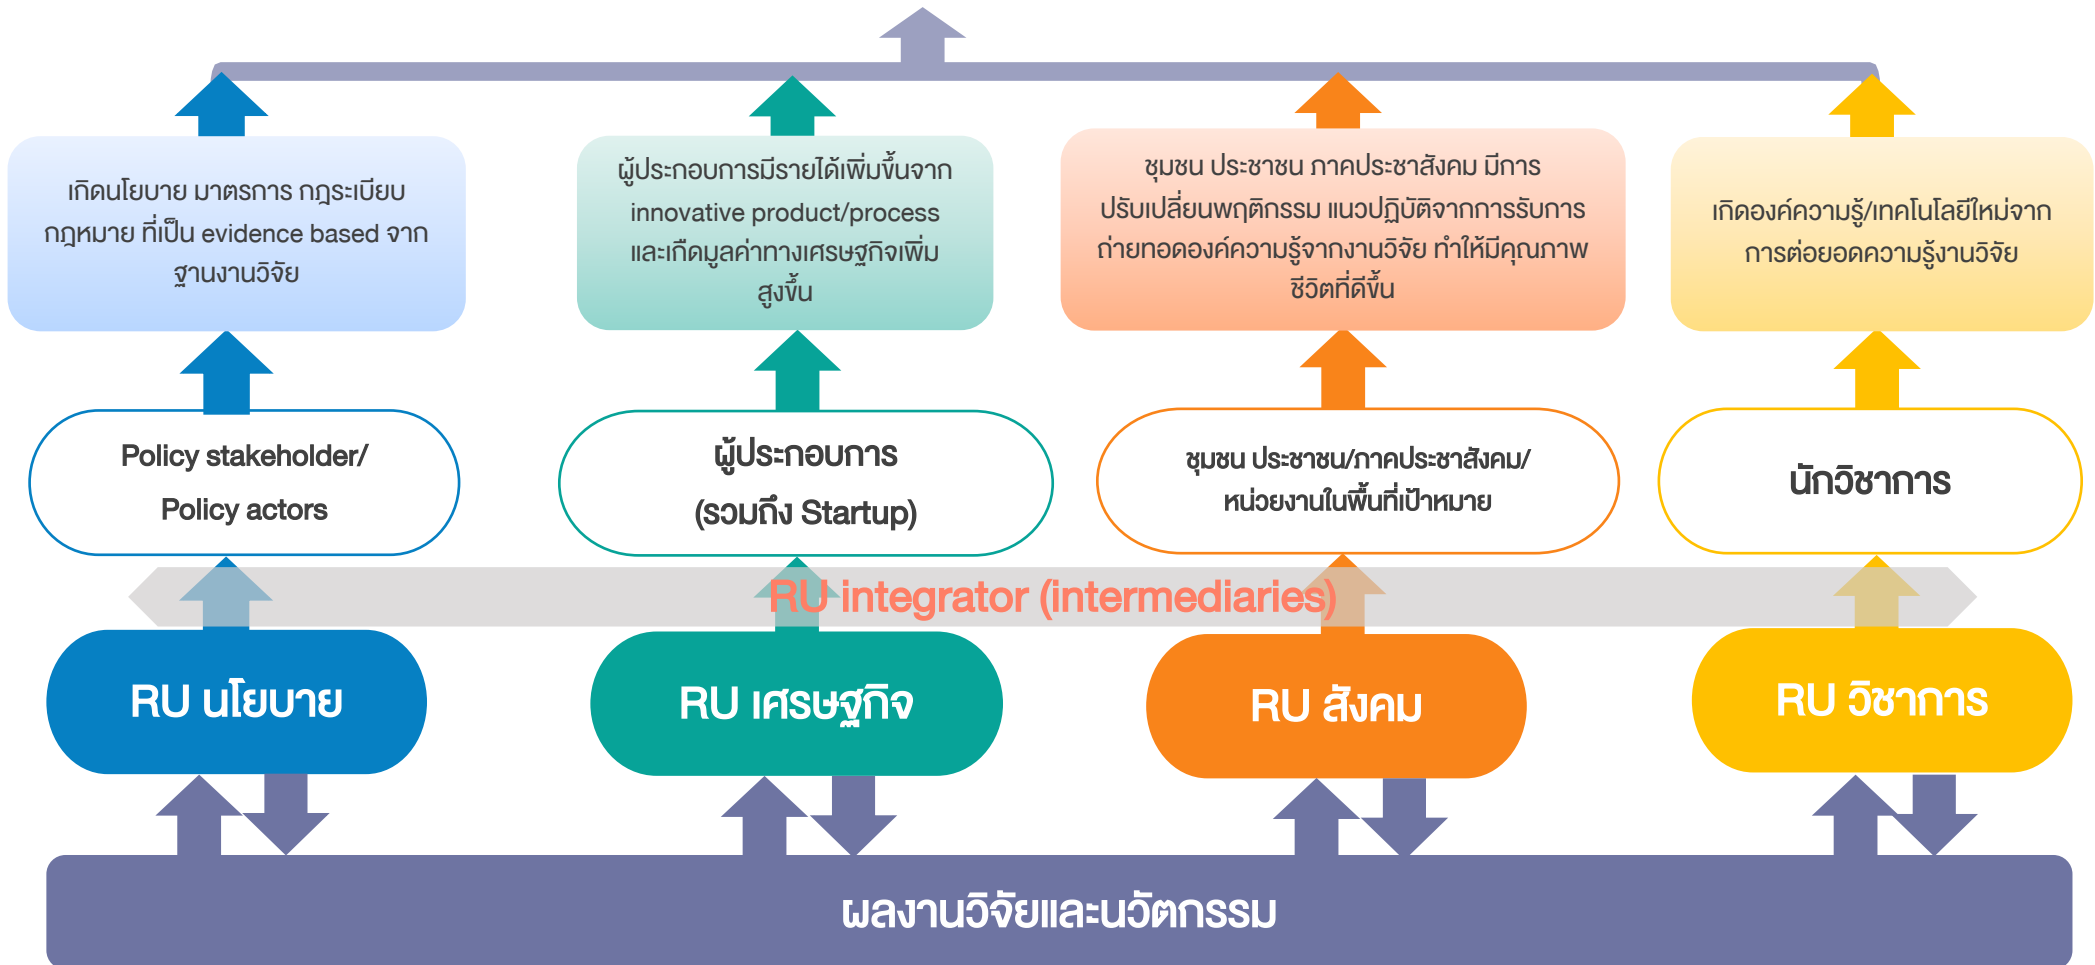 เกิดนโยบาย มาตรการ กฎระเบียบ
กฎหมาย ที่เป็น evidence based จาก
ฐานงานวิจัย
ผู้ประกอบการมีรายได้เพิ่มขึ้นจาก
innovative product/process
และเกืดมูลค่าทางเศรษฐกิจเพิ่ม
สูงขึ้น
ชุมชน ประชาชน ภาคประชาสังคม มีการ
ปรับเปลี่ยนพฤติกรรม แนวปฏิบัติจากการรับการ
ถ่ายทอดองค์ความรู้จากงานวิจัย ทำให้มีคุณภาพ
ชีวิตที่ดีขึ้น
เกิดองค์ความรู้/เทคโนโลยีใหม่จาก
การต่อยอดความรู้งานวิจัย
Policy stakeholder/
Policy actors
ผู้ประกอบการ
(รวมถึง Startup)
ชุมชน ประชาชน/ภาคประชาสังคม/
หน่วยงานในพื้นที่เป้าหมาย
นักวิชาการ
RU integrator (intermediaries)
RU นโยบาย
RU เศรษฐกิจ
RU สังคม
RU วิชาการ
ผลงานวิจัยและนวัตกรรม